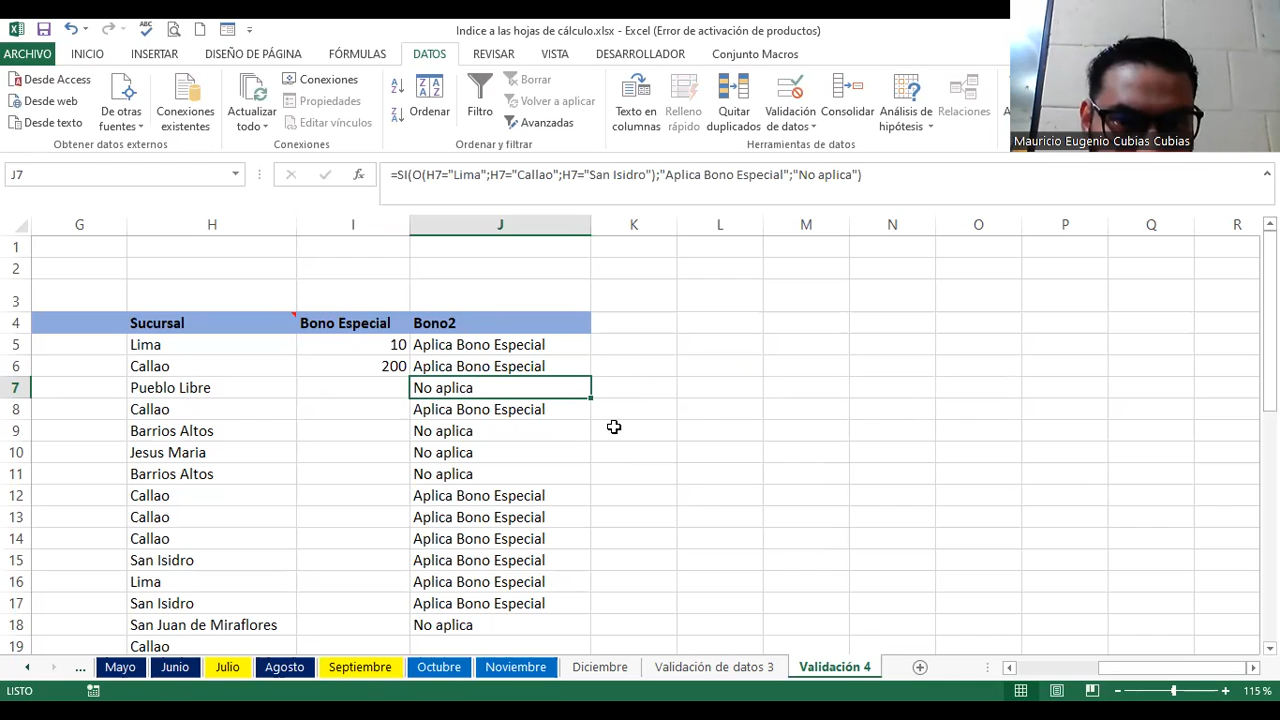 Indice a las hojas de cálculo.xlsx - Excel (Error de activación de productos)
ARCHIVO INICIO INSERTAR DISEÑO DE PÁGINA FÓRMULAS DATOS REVISAR VISTA DESARROLLADOR Conjunto Macros
Desde Access
Desde web
Desde texto
De otras fuentes
Conexiones existentes
Actualizar todo
Conexiones
Propiedades
Editar vínculos
Ordenar
Filtro
Borrar
Volver a aplicar
Avanzadas
Texto en columnas
Relleno rápido
Quitar duplicados
Validación de datos
Consolidar
Análisis de hipótesis
Relaciones
Obtener datos externos Conexiones Ordenar y filtrar Herramientas de datos
Mauricio Eugenio Cubías Cubias
J7 fx =SI(O(H7="Lima";H7="Callao";H7="San Isidro");"Aplica Bono Especial";"No aplica")
G H I J K L M N O P Q R
1
2
3
4 Sucursal Bono Especial Bono2
5 Lima 10 Aplica Bono Especial
6 Callao 200 Aplica Bono Especial
7 Pueblo Libre No aplica
8 Callao Aplica Bono Especial
9 Barrios Altos No aplica
10 Jesus Maria No aplica
11 Barrios Altos No aplica
12 Callao Aplica Bono Especial
13 Callao Aplica Bono Especial
14 Callao Aplica Bono Especial
15 San Isidro Aplica Bono Especial
16 Lima Aplica Bono Especial
17 San Isidro Aplica Bono Especial
18 San Juan de Miraflores No aplica
19 Callao
... Mayo Junio Julio Agosto Septiembre Octubre Noviembre Diciembre Validación de datos 3 Validación 4
LISTO 115 %